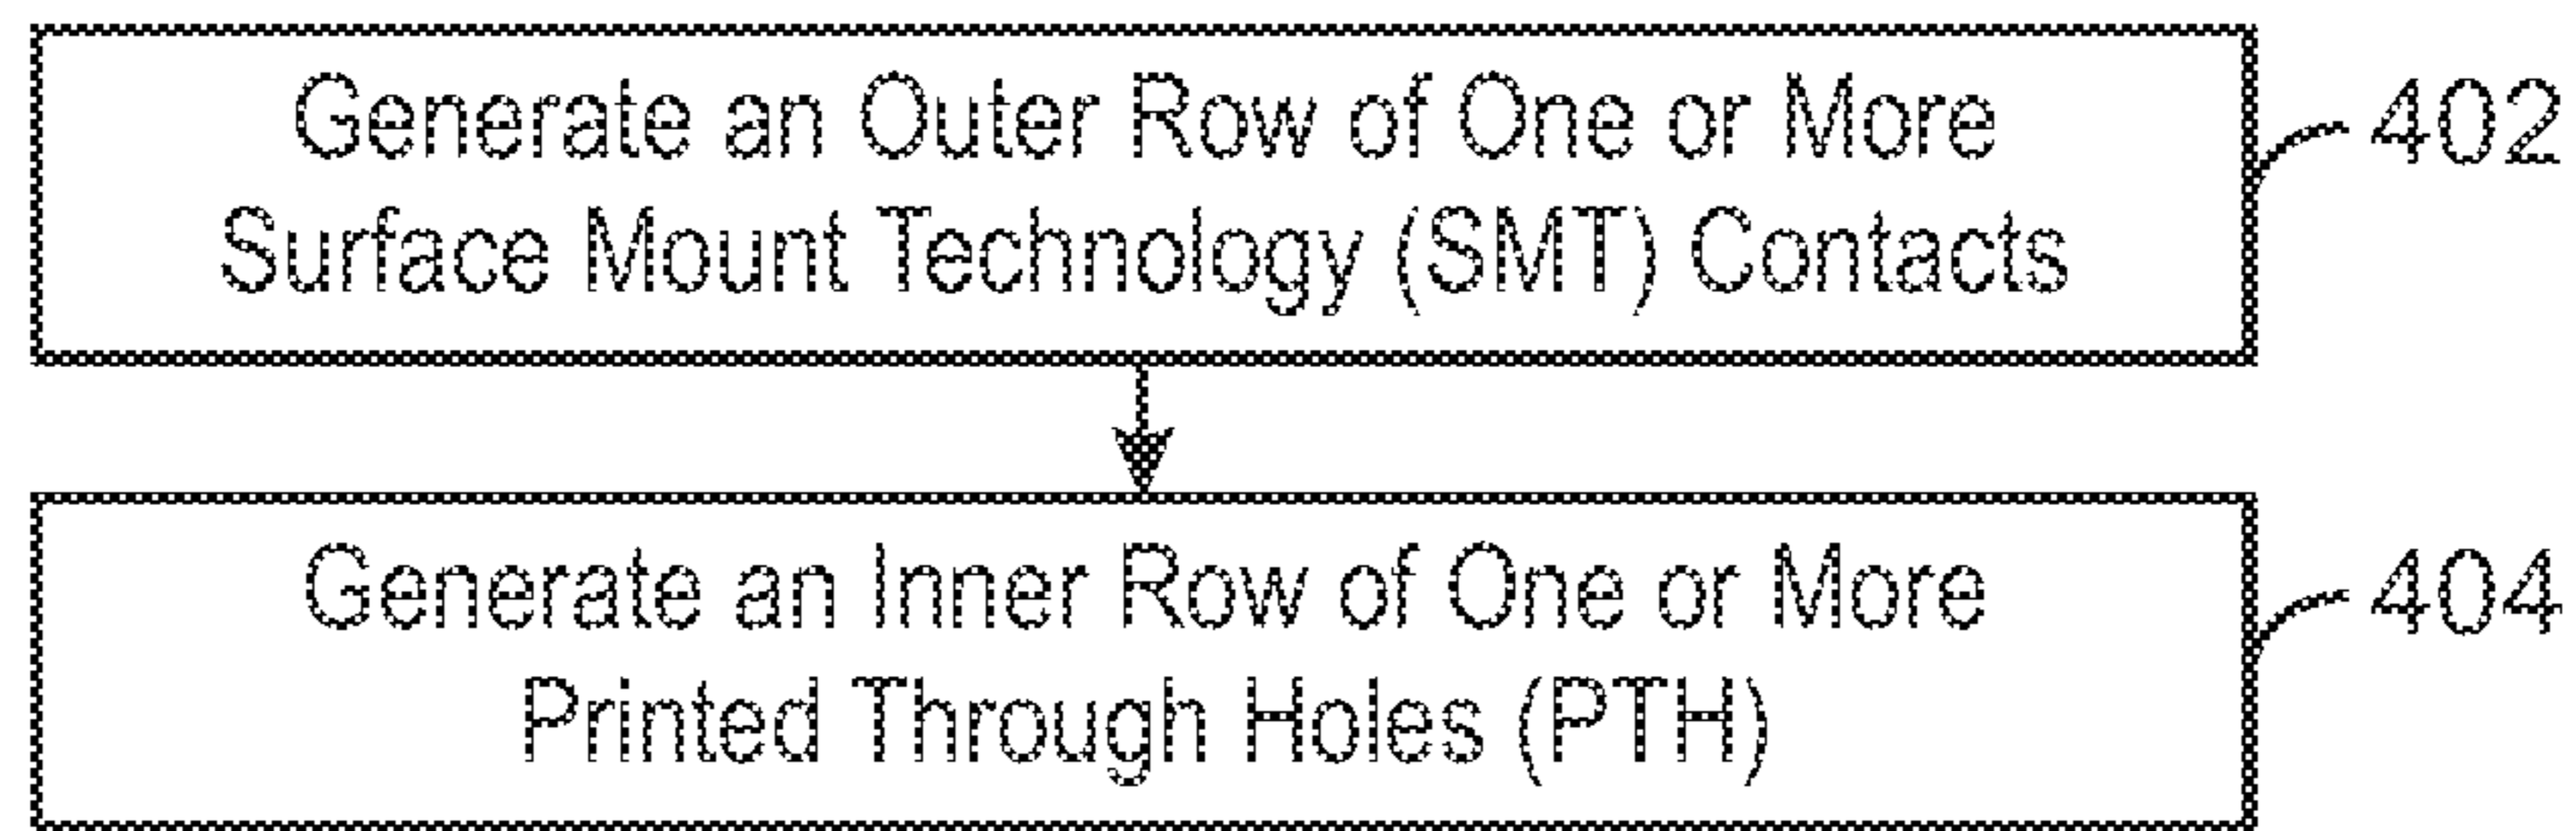 Generate an Outer Row of One or More
Surface Mount Technology (SMT) Contacts
402
Generate an Inner Row of One or More
Printed Through Holes (PTH)
404